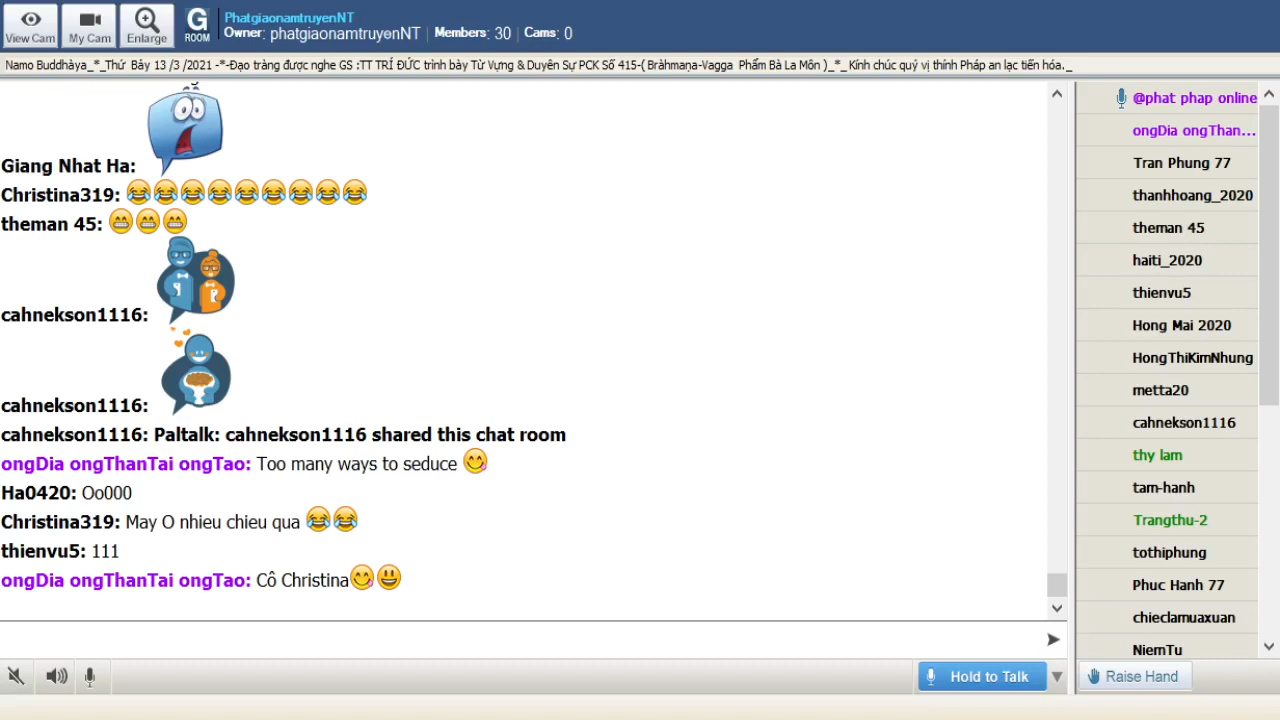 View Cam
My Cam
Enlarge
G
ROOM
PhatgiaonamtruyenNT
Owner: phatgiaonamtruyenNT | Members: 30 | Cams: 0
Namo Buddhàya_*_Thứ Bảy 13 /3 /2021 -*-Đạo tràng được nghe GS :TT TRÍ ĐỨC trình bày Từ Vựng & Duyên Sự PCK Số 415-( Bràhmaṇa-Vagga Phẩm Bà La Môn )_*_ Kính chúc quý vị thính Pháp an lạc tiến hóa._
Giang Nhat Ha:
Christina319:
theman 45:
cahnekson1116:
cahnekson1116:
cahnekson1116: Paltalk: cahnekson1116 shared this chat room
ongDia ongThanTai ongTao: Too many ways to seduce
Ha0420: Oo000
Christina319: May O nhieu chieu qua
thienvu5: 111
ongDia ongThanTai ongTao: Cô Christina
@phat phap online
ongDia ongThan...
Tran Phung 77
thanhhoang_2020
theman 45
haiti_2020
thienvu5
Hong Mai 2020
HongThiKimNhung
metta20
cahnekson1116
thy lam
tam-hanh
Trangthu-2
tothiphung
Phuc Hanh 77
chieclamuaxuan
NiemTu
Hold to Talk
Raise Hand